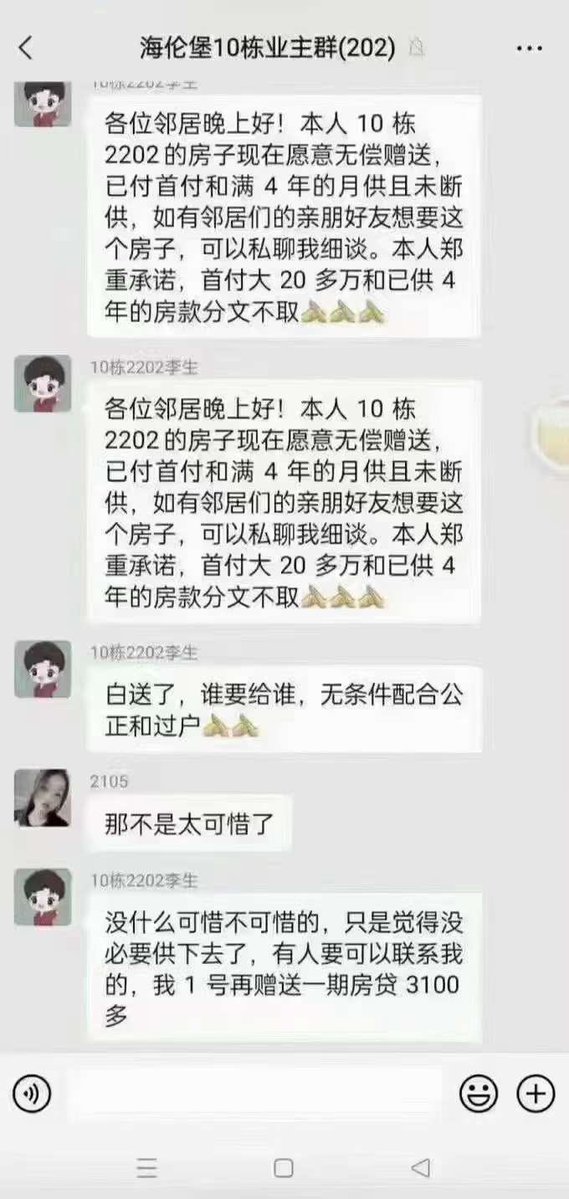 海伦堡10栋业主群(202)
10栋2202李生
各位邻居晚上好！本人 10 栋
2202 的房子现在愿意无偿赠送，
已付首付和满 4 年的月供且未断
供，如有邻居们的亲朋好友想要这
个房子，可以私聊我细谈。本人郑
重承诺，首付大 20 多万和已供 4
年的房款分文不取🙏🙏🙏
10栋2202李生
各位邻居晚上好！本人 10 栋
2202 的房子现在愿意无偿赠送，
已付首付和满 4 年的月供且未断
供，如有邻居们的亲朋好友想要这
个房子，可以私聊我细谈。本人郑
重承诺，首付大 20 多万和已供 4
年的房款分文不取🙏🙏🙏
10栋2202李生
白送了，谁要给谁，无条件配合公
正和过户🙏🙏
2105
那不是太可惜了
10栋2202李生
没什么可惜不可惜的，只是觉得没
必要供下去了，有人要可以联系我
的，我 1 号再赠送一期房贷 3100
多